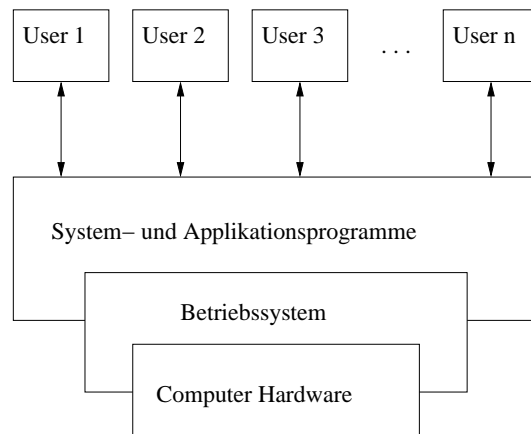 User 1 User 2 User 3 . . . User n
System– und Applikationsprogramme
Betriebssystem
Computer Hardware